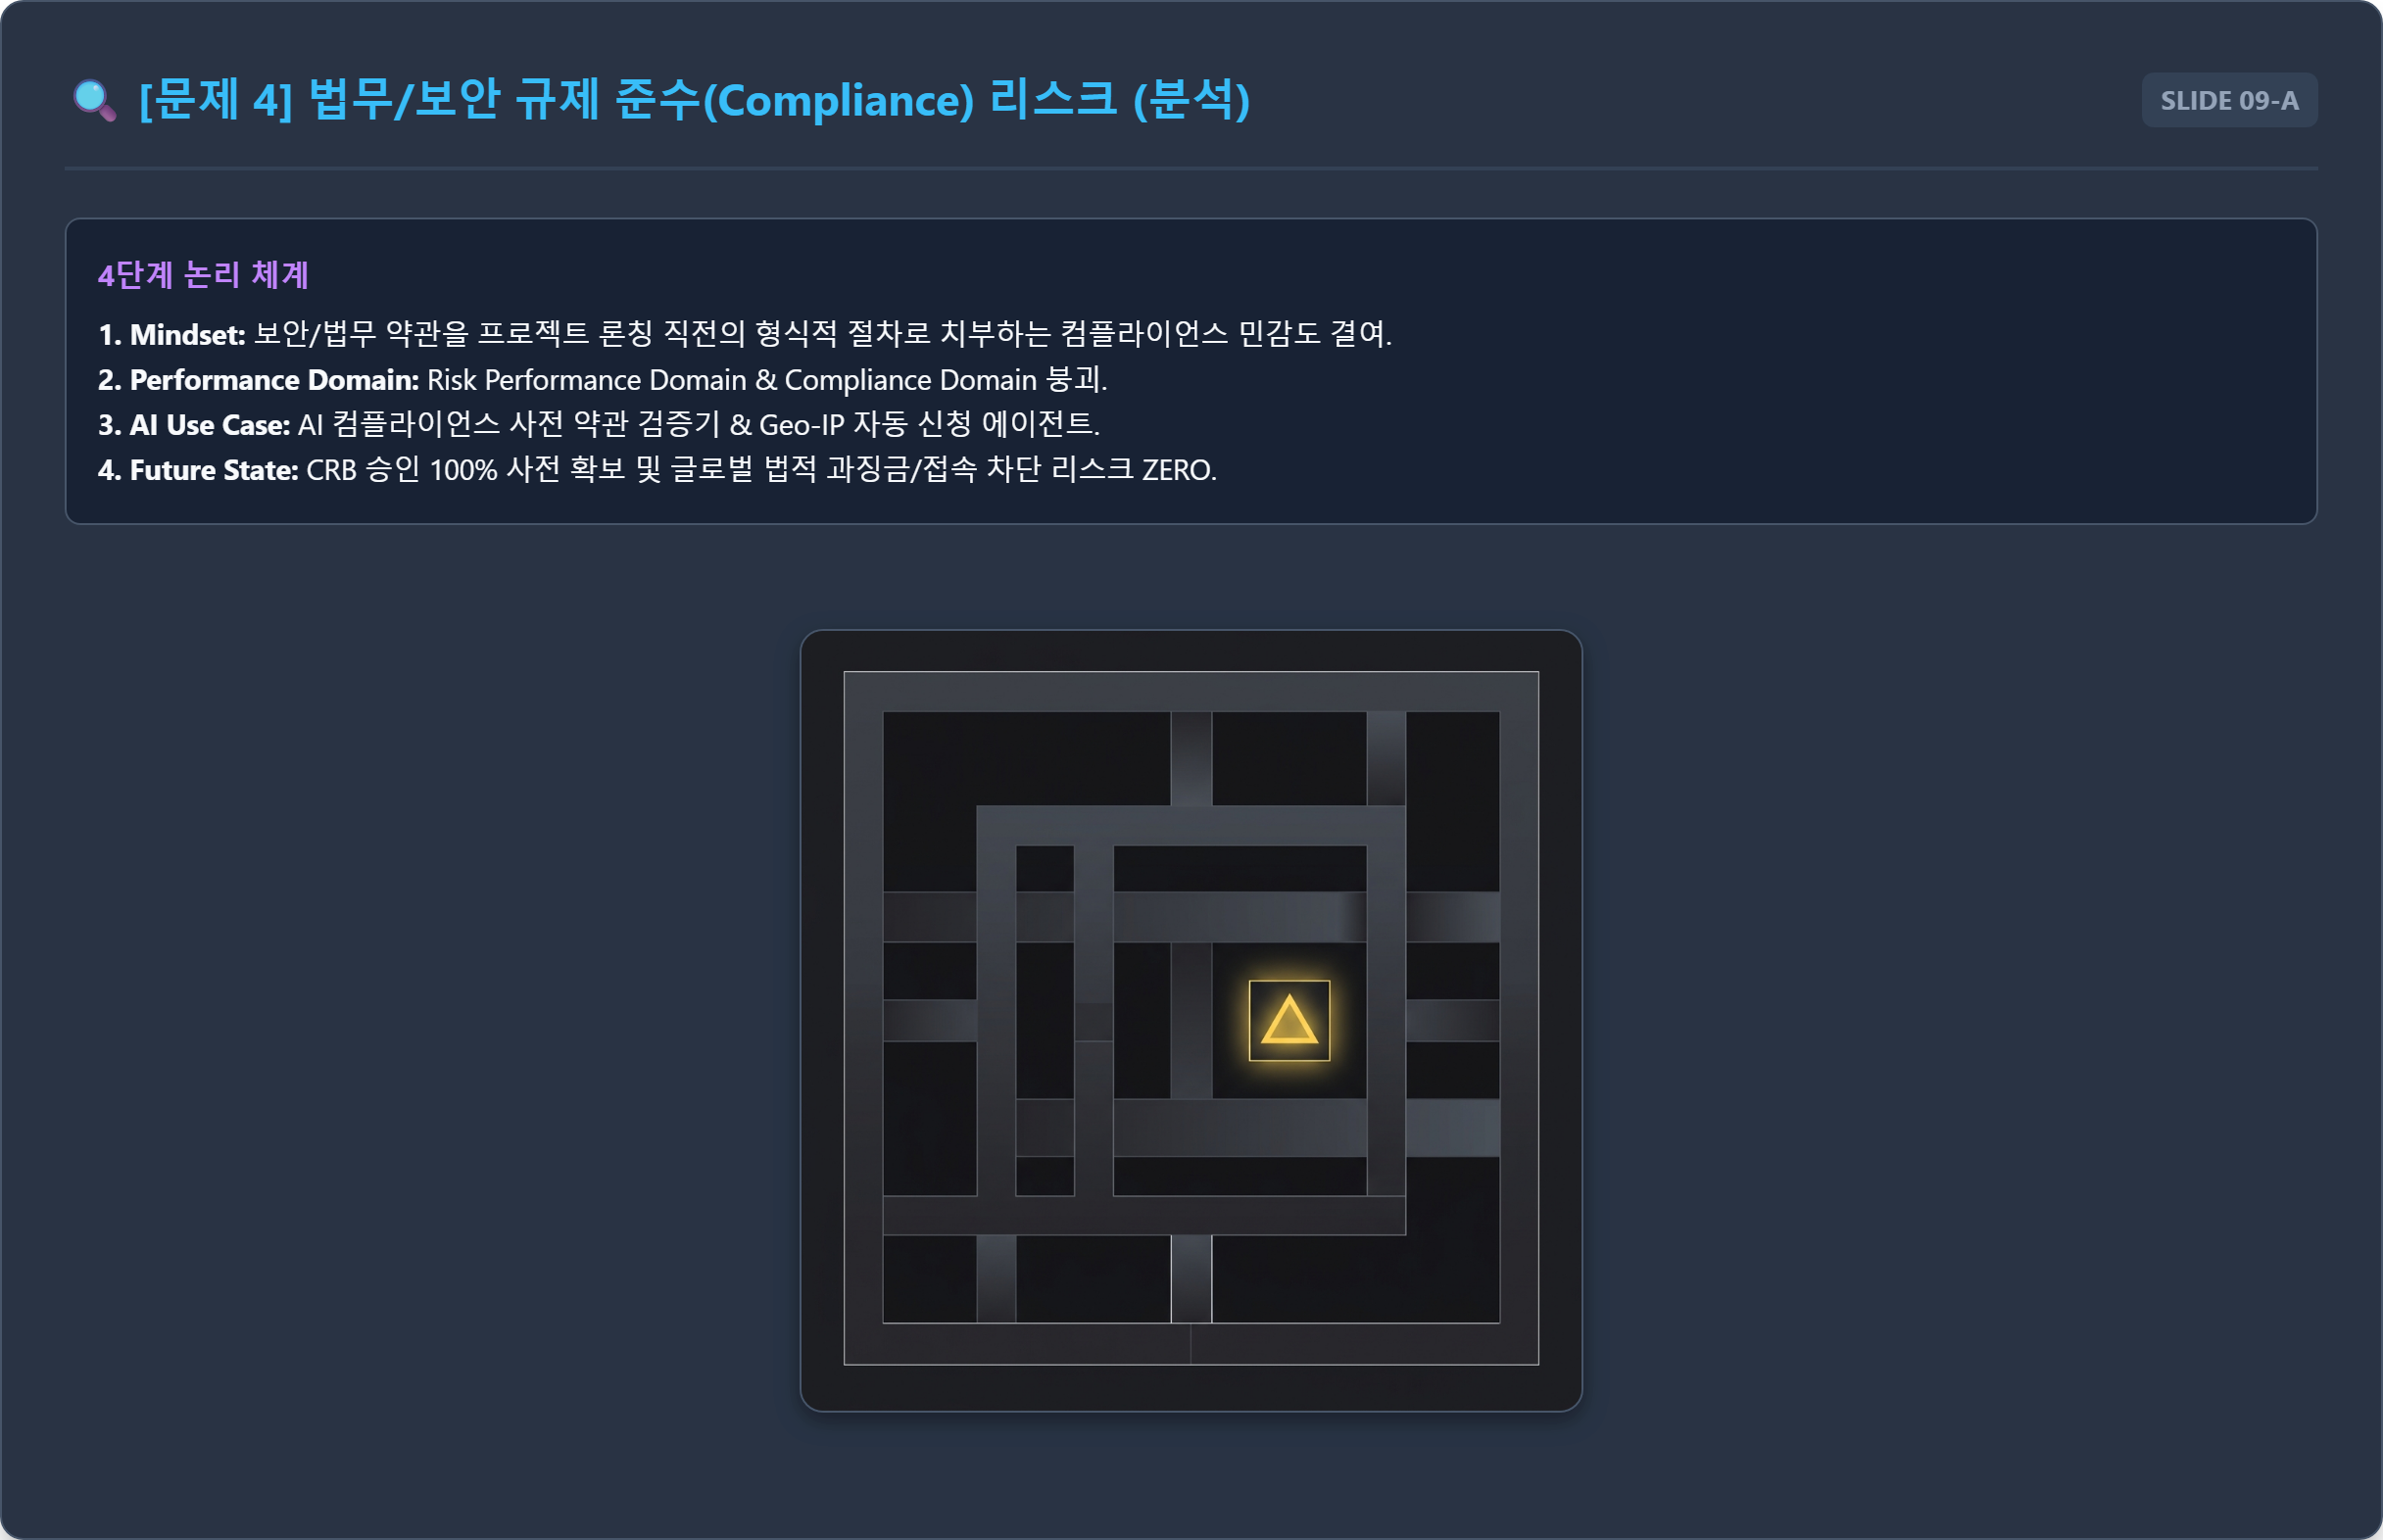 [문제 4] 법무/보안 규제 준수(Compliance) 리스크 (분석)
SLIDE 09-A
4단계 논리 체계
1. Mindset: 보안/법무 약관을 프로젝트 론칭 직전의 형식적 절차로 치부하는 컴플라이언스 민감도 결여.
2. Performance Domain: Risk Performance Domain & Compliance Domain 붕괴.
3. AI Use Case: AI 컴플라이언스 사전 약관 검증기 & Geo-IP 자동 신청 에이전트.
4. Future State: CRB 승인 100% 사전 확보 및 글로벌 법적 과징금/접속 차단 리스크 ZERO.